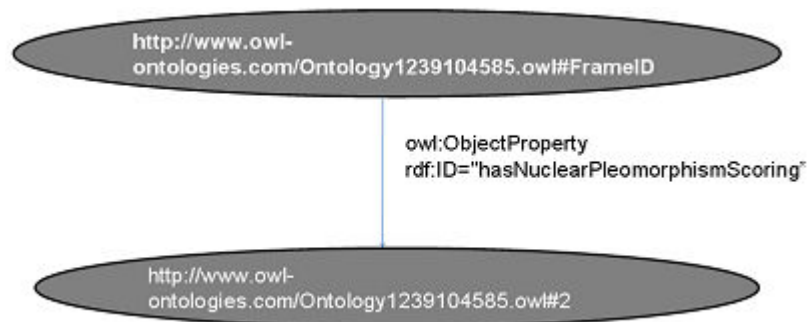 http://www.owl-
ontologies.com/Ontology1239104585.owl#FrameID
owl:ObjectProperty
rdf:ID="hasNuclearPleomorphismScoring"
http://www.owl-
ontologies.com/Ontology1239104585.owl#2